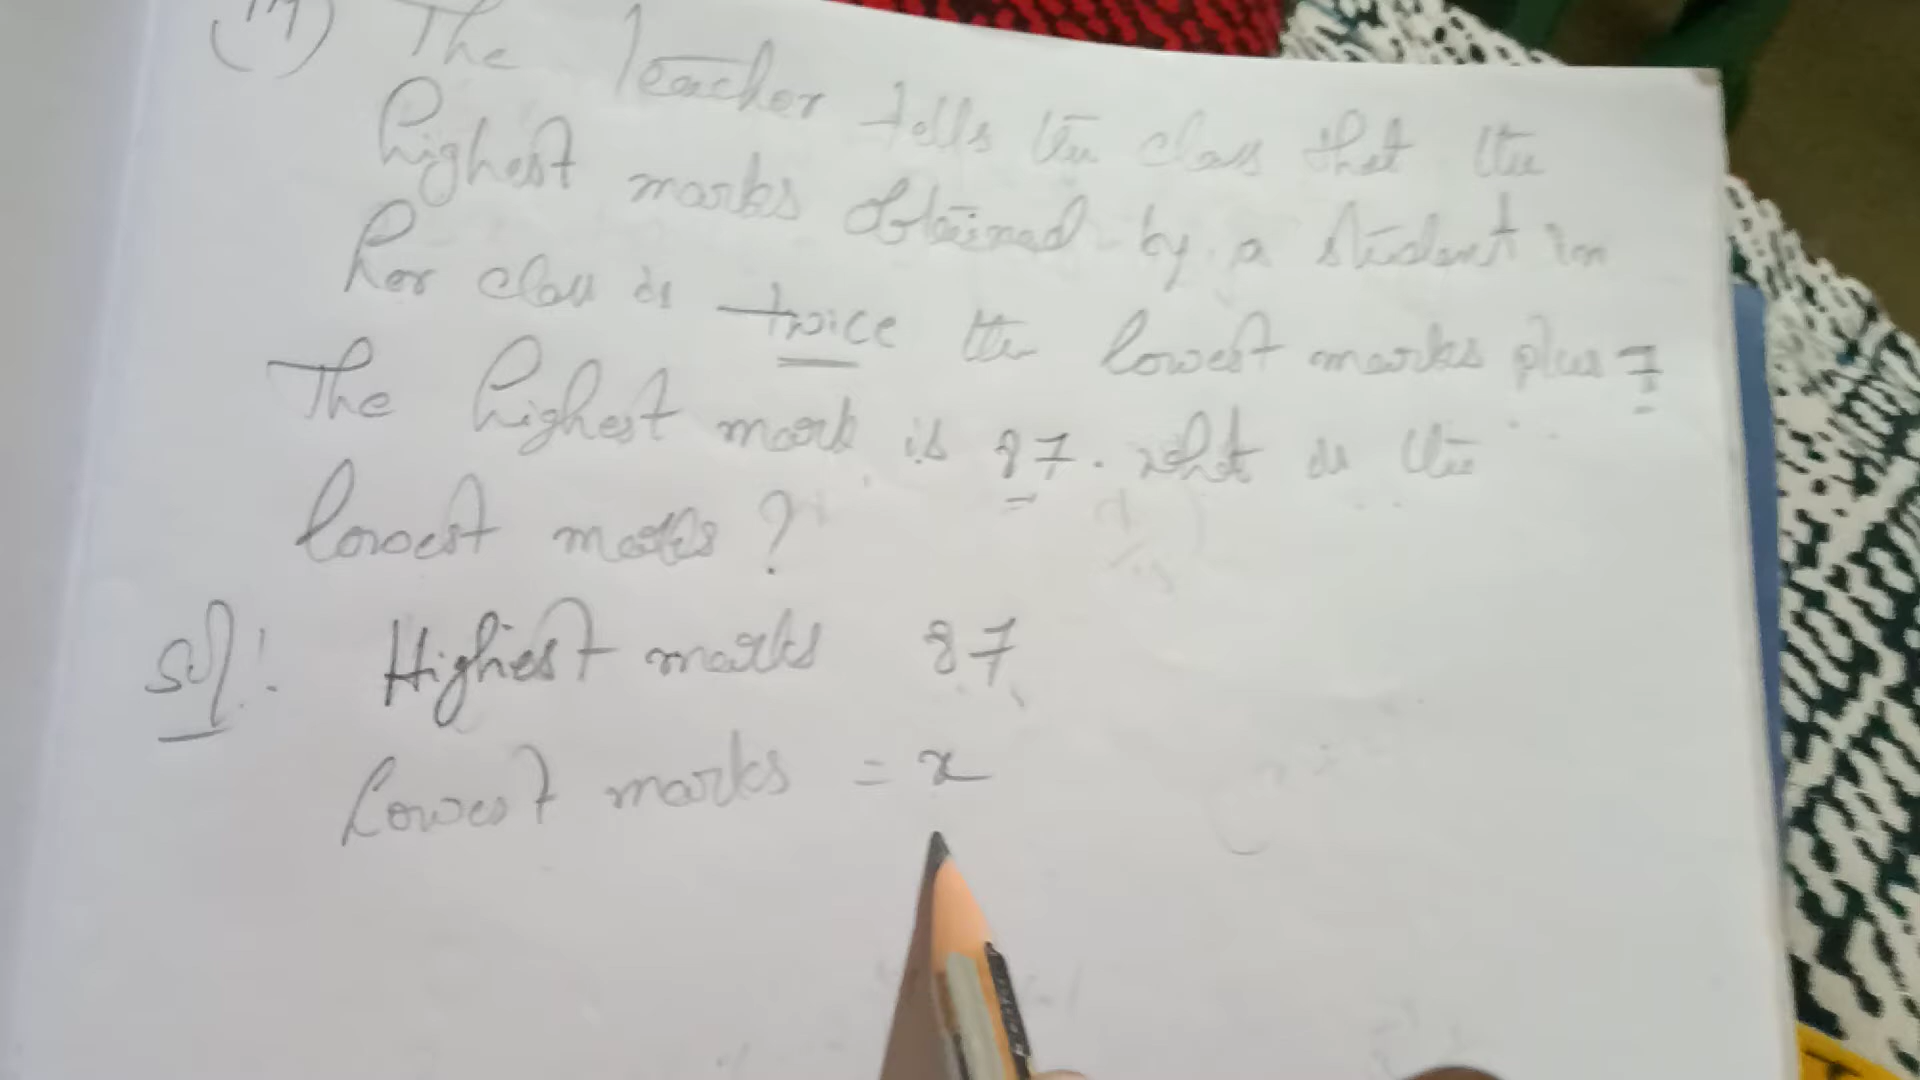 The Teacher tells the class that the
highest marks obtained by a student in
her class is twice the lowest marks plus 7
The highest mark is 87. what is the
lowest marks?
Sol: Highest marks 87
Lowest marks = x